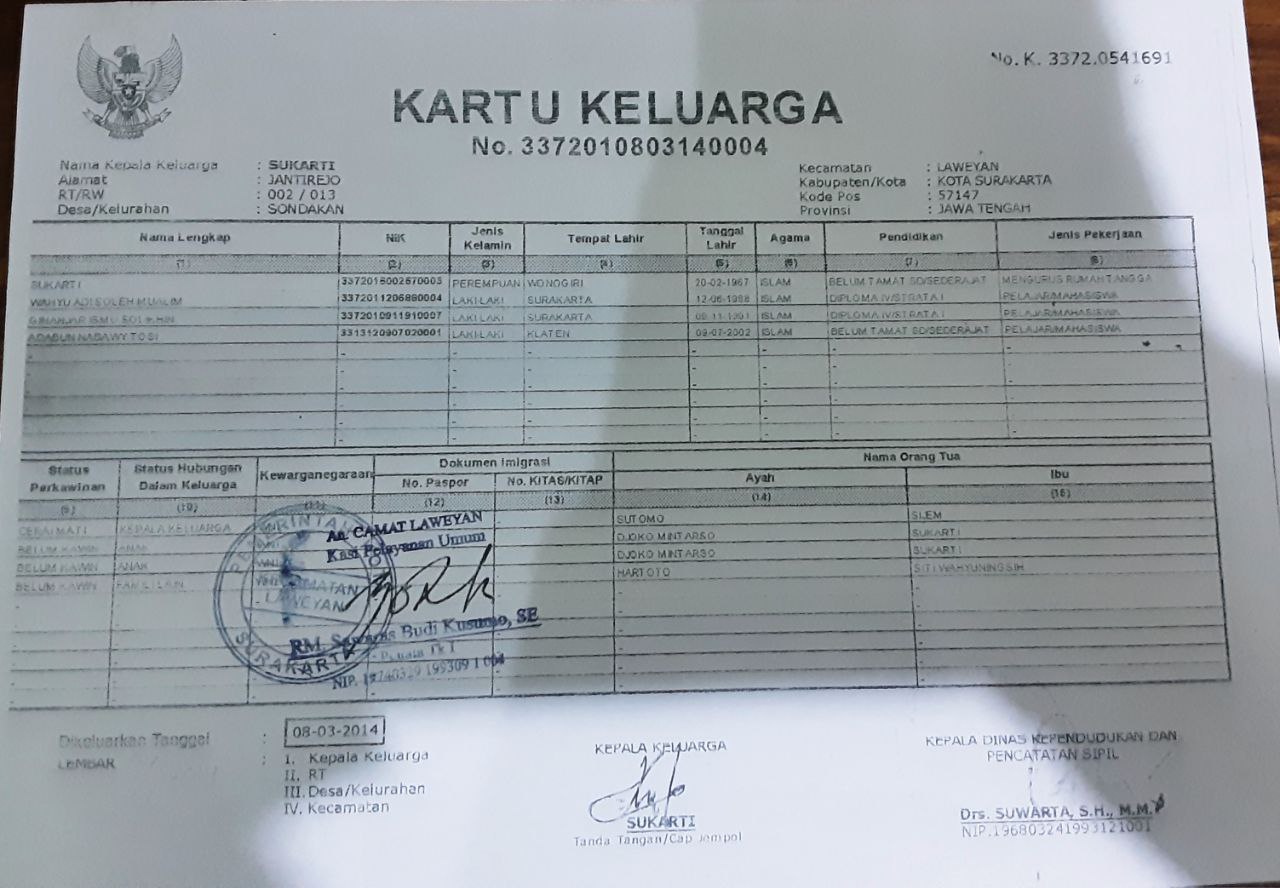 No. K. 3372.0541691
KARTU KELUARGA
No. 3372010803140004
Nama Kepala Keluarga : SUKARTI
Alamat : JANTIREJO
RT/RW : 002 / 013
Desa/Kelurahan : SONDAKAN
Kecamatan : LAWEYAN
Kabupaten/Kota : KOTA SURAKARTA
Kode Pos : 57147
Provinsi : JAWA TENGAH
Nama Lengkap NIK Jenis Kelamin Tempat Lahir Tanggal Lahir Agama Pendidikan Jenis Pekerjaan
(1) (2) (3) (4) (5) (6) (7) (8)
SUKARTI PEREMPUAN WONOGIRI 20-02-1967 ISLAM BELUM TAMAT SD/SEDERAJAT MENGURUS RUMAH TANGGA
WAHYU ADI SOLEH MUALIM 3372011206880004 LAKI-LAKI SURAKARTA 12-06-1988 ISLAM DIPLOMA IV/STRATA I PELAJAR/MAHASISWA
GINANJAR ISMU SOLIKHIN 3372010911910007 LAKI-LAKI SURAKARTA 09-11-1991 ISLAM DIPLOMA IV/STRATA I PELAJAR/MAHASISWA
NABAWY 3313120907020001 LAKI-LAKI KLATEN 09-07-2002 ISLAM BELUM TAMAT SD/SEDERAJAT PELAJAR/MAHASISWA
Status Perkawinan Status Hubungan Dalam Keluarga Kewarganegaraan Dokumen Imigrasi Nama Orang Tua
No. Paspor No. KITAS/KITAP Ayah Ibu
(9) (10) (11) (12) (13) (14) (15)
CERAI MATI KEPALA KELUARGA WNI SUTOMO SIEM
BELUM KAWIN ANAK WNI DJOKO MINTARSO SUKARTI
BELUM KAWIN ANAK WNI DJOKO MINTARSO SUKARTI
BELUM KAWIN FAMILI LAIN WNI HARTOTO SITI WAHYUNINGSIH
PEMERINTAH
KECAMATAN
LAWEYAN
SURAKARTA
An. CAMAT LAWEYAN
Kasi Pelayanan Umum
RM. Budi Kusumo, SE
Penata Tk I
NIP.
Dikeluarkan Tanggal : 08-03-2014
LEMBAR : I. Kepala Keluarga
II. RT
III. Desa/Kelurahan
IV. Kecamatan
KEPALA KELUARGA
SUKARTI
Tanda Tangan/Cap Jempol
KEPALA DINAS KEPENDUDUKAN DAN
PENCATATAN SIPIL
Drs. SUWARTA, S.H., M.M.
NIP.196803241993121001